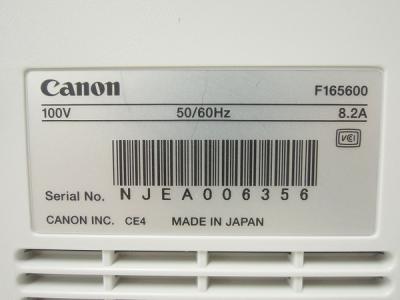 Canon F165600
100V 50/60Hz 8.2A
VCI
Serial No. NJEA006356
CANON INC. CE4 MADE IN JAPAN